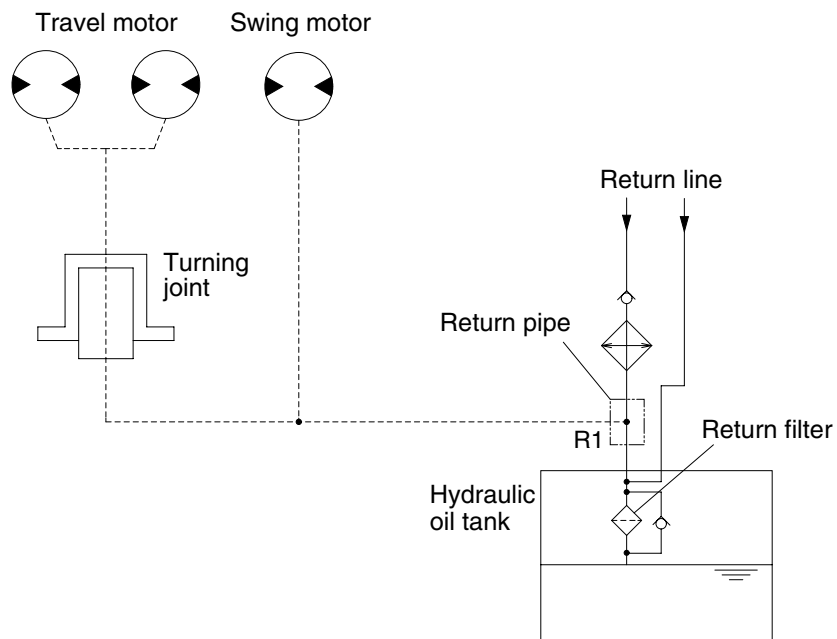 Travel motor
Swing motor
Return line
Turning
joint
Return pipe
R1
Return filter
Hydraulic
oil tank